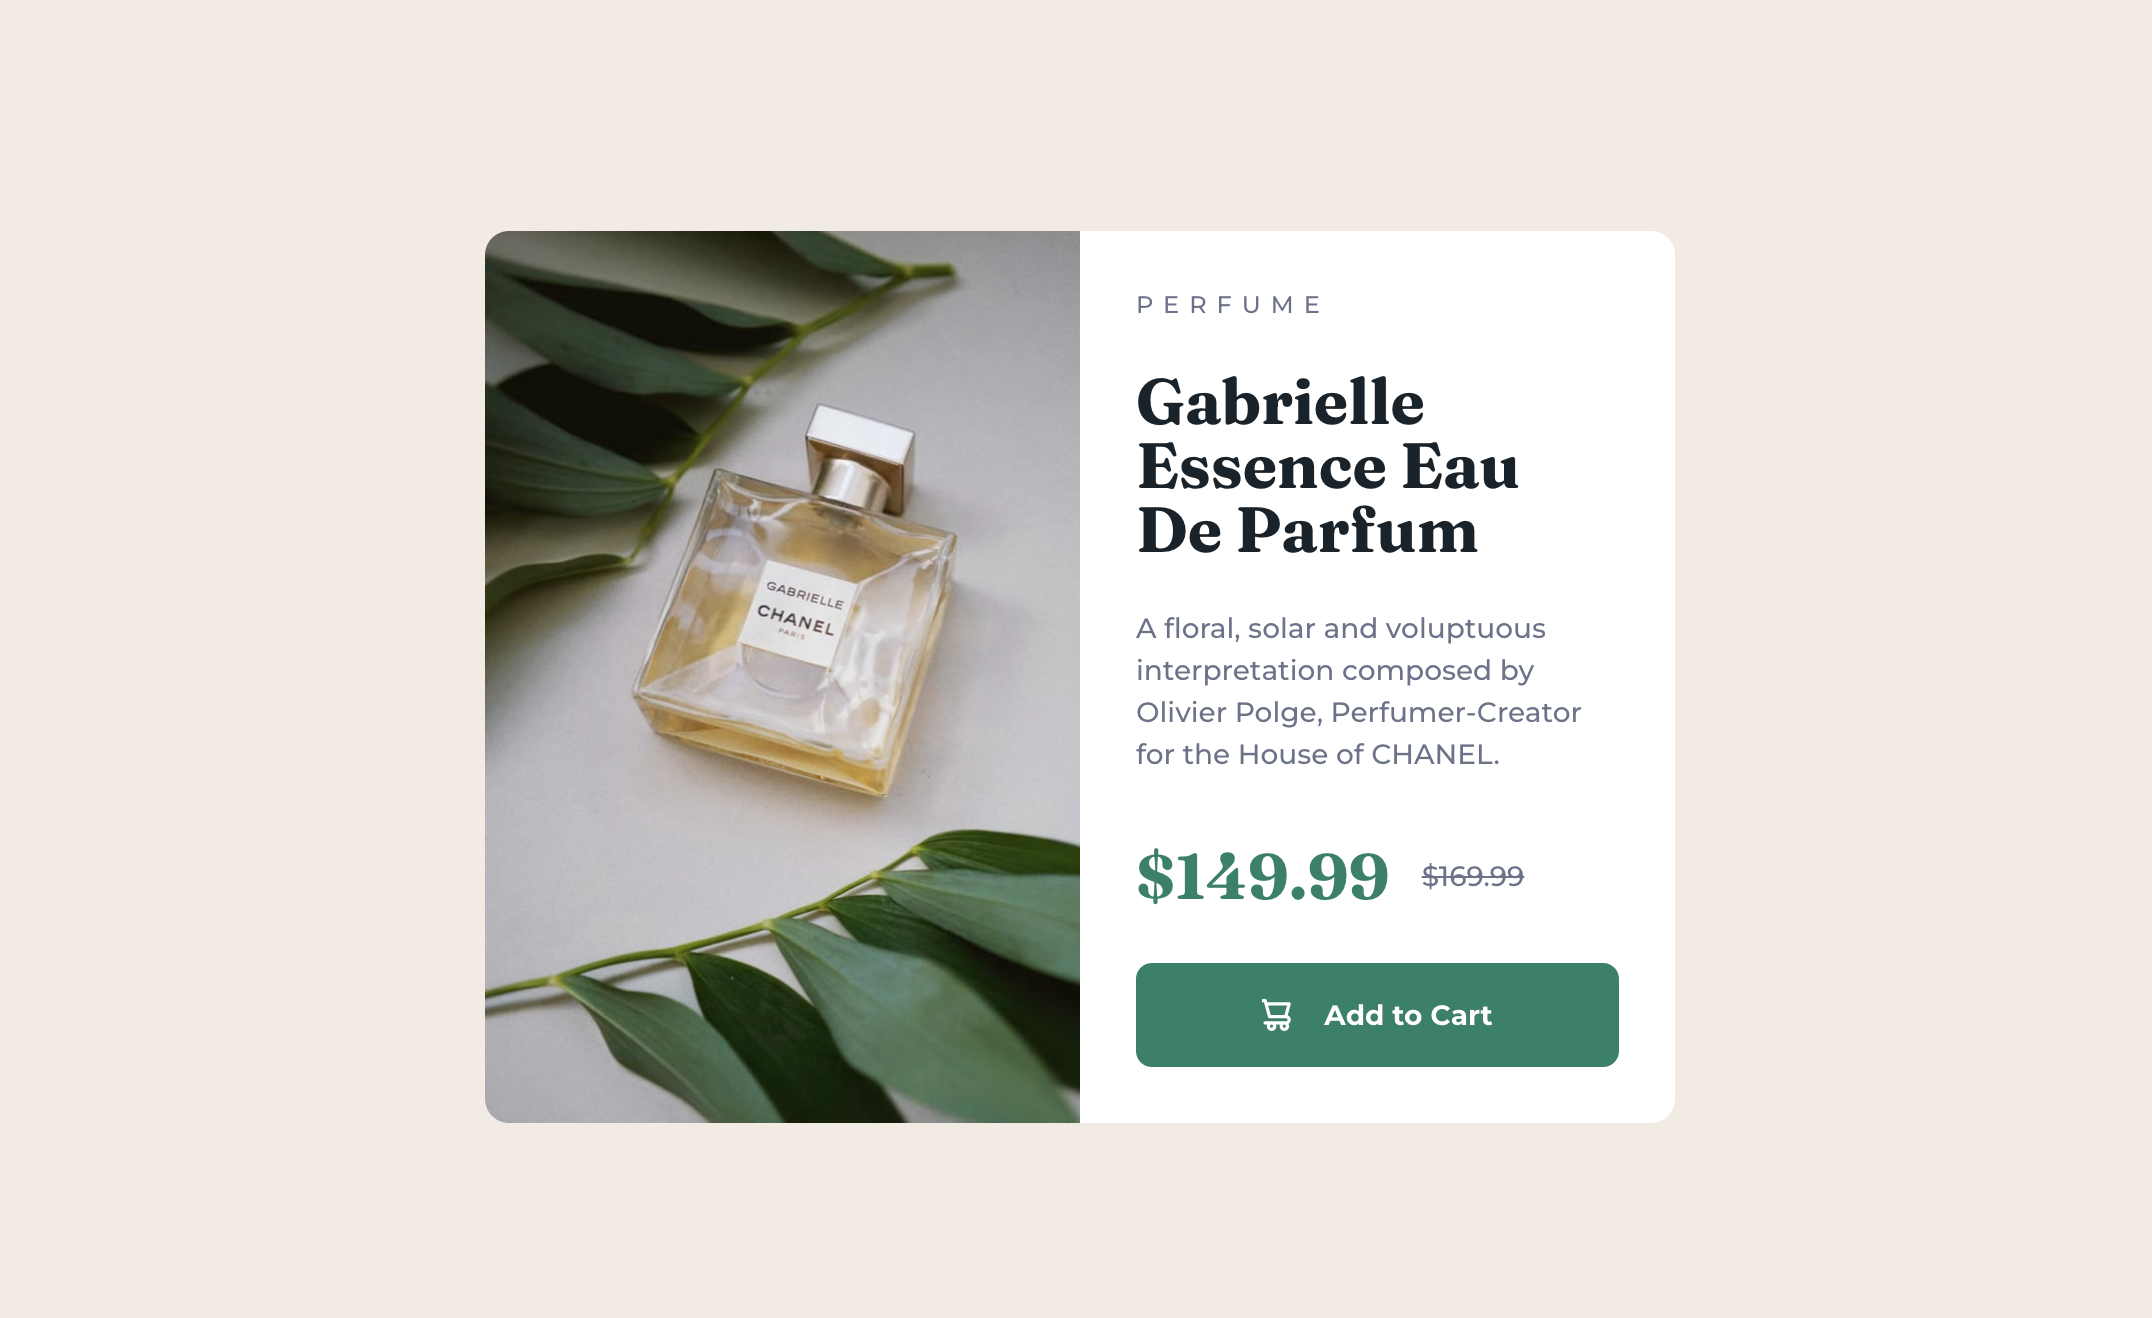 GABRIELLE
CHANEL
PARIS
PERFUME
Gabrielle
Essence Eau
De Parfum
A floral, solar and voluptuous
interpretation composed by
Olivier Polge, Perfumer-Creator
for the House of CHANEL.
$149.99 $169.99
Add to Cart